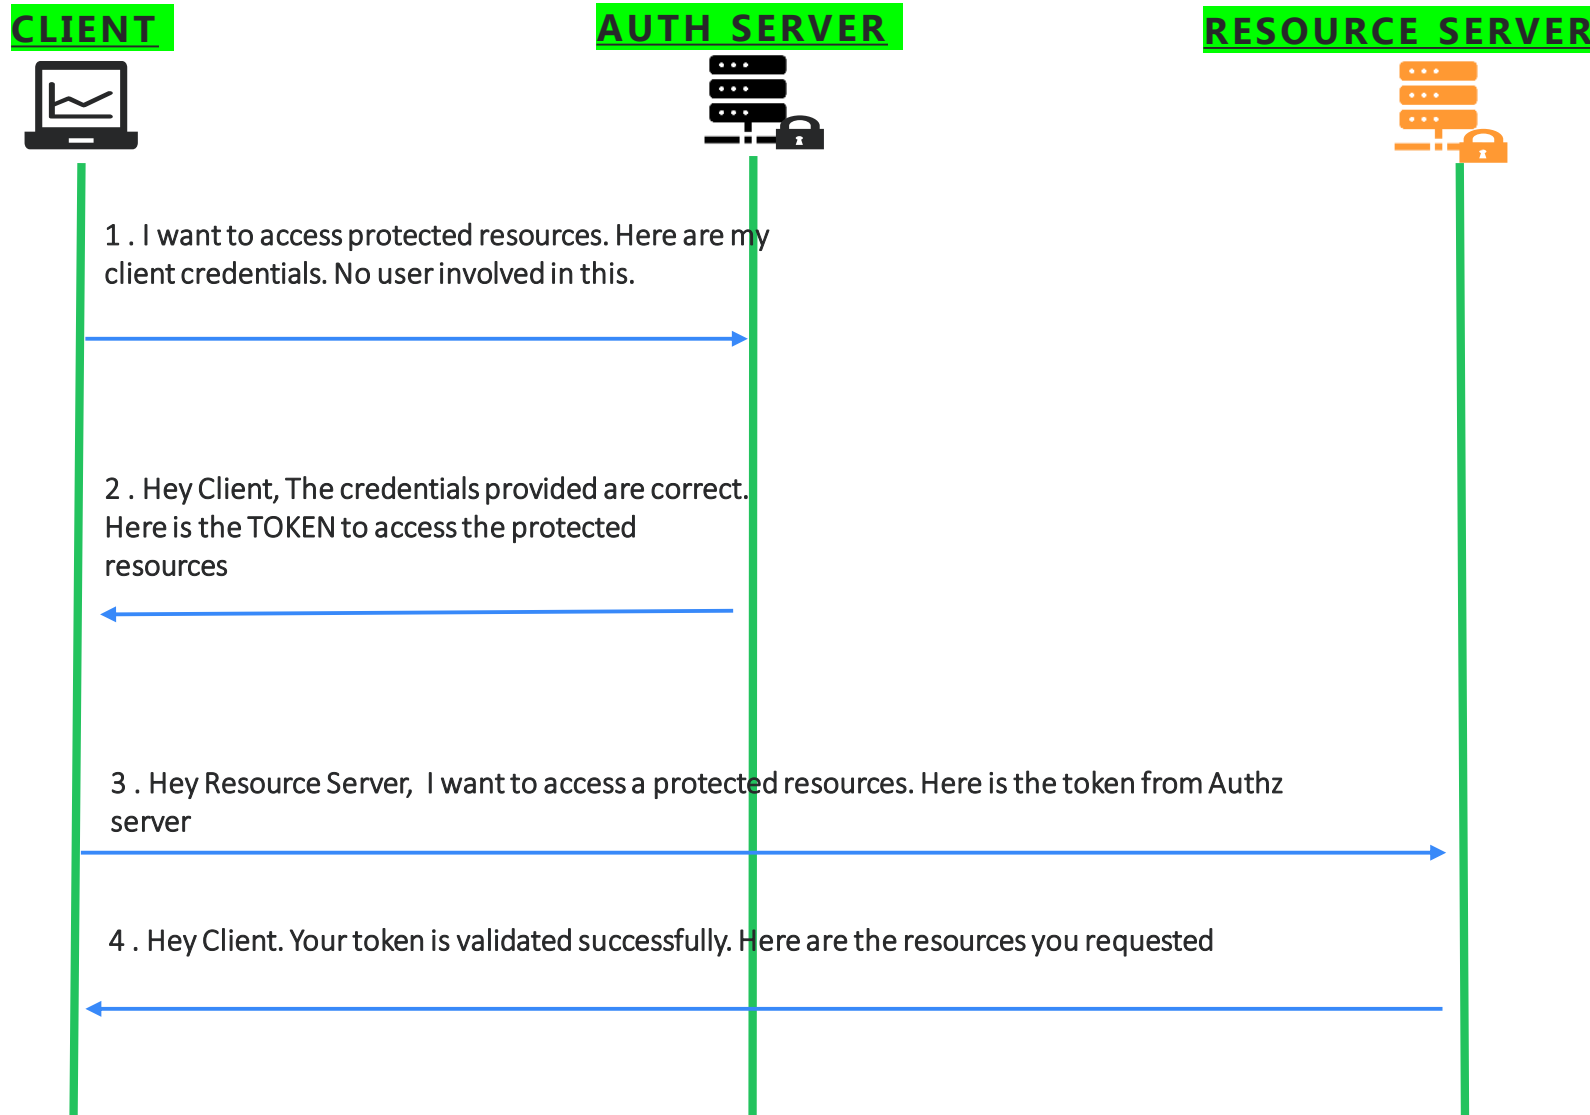 CLIENT
AUTH SERVER
RESOURCE SERVER
1 . I want to access protected resources. Here are my
client credentials. No user involved in this.
2 . Hey Client, The credentials provided are correct.
Here is the TOKEN to access the protected
resources
3 . Hey Resource Server,  I want to access a protected resources. Here is the token from Authz
server
4 . Hey Client. Your token is validated successfully. Here are the resources you requested